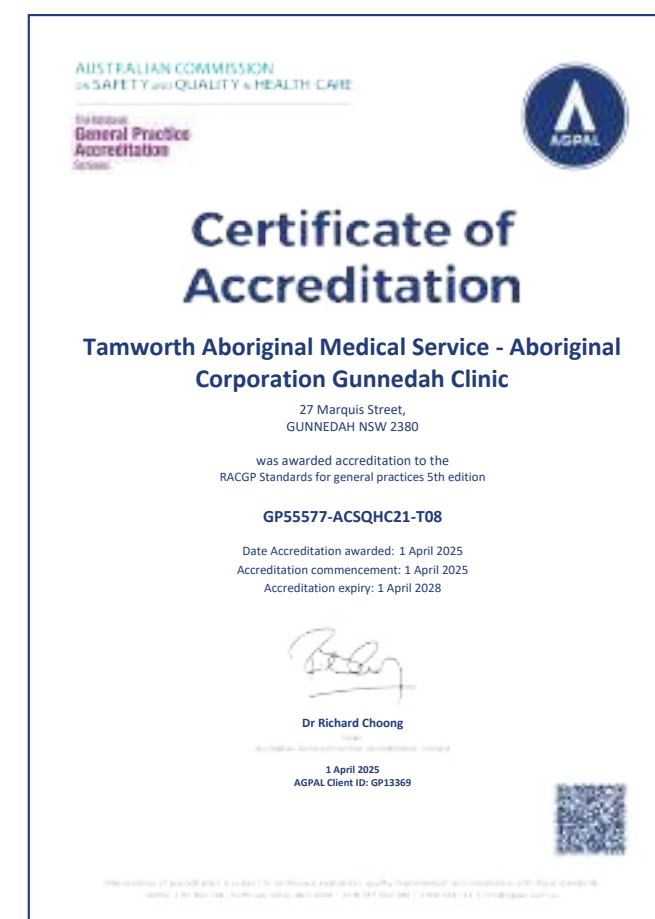 AUSTRALIAN COMMISSION
ON SAFETY AND QUALITY IN HEALTH CARE
The National
General Practice
Accreditation
Scheme
AGPAL
Certificate of
Accreditation
Tamworth Aboriginal Medical Service - Aboriginal
Corporation Gunnedah Clinic
27 Marquis Street,
GUNNEDAH NSW 2380
was awarded accreditation to the
RACGP Standards for general practices 5th edition
GP55577-ACSQHC21-T08
Date Accreditation awarded: 1 April 2025
Accreditation commencement: 1 April 2025
Accreditation expiry: 1 April 2028
Dr Richard Choong
1 April 2025
AGPAL Client ID: GP13369